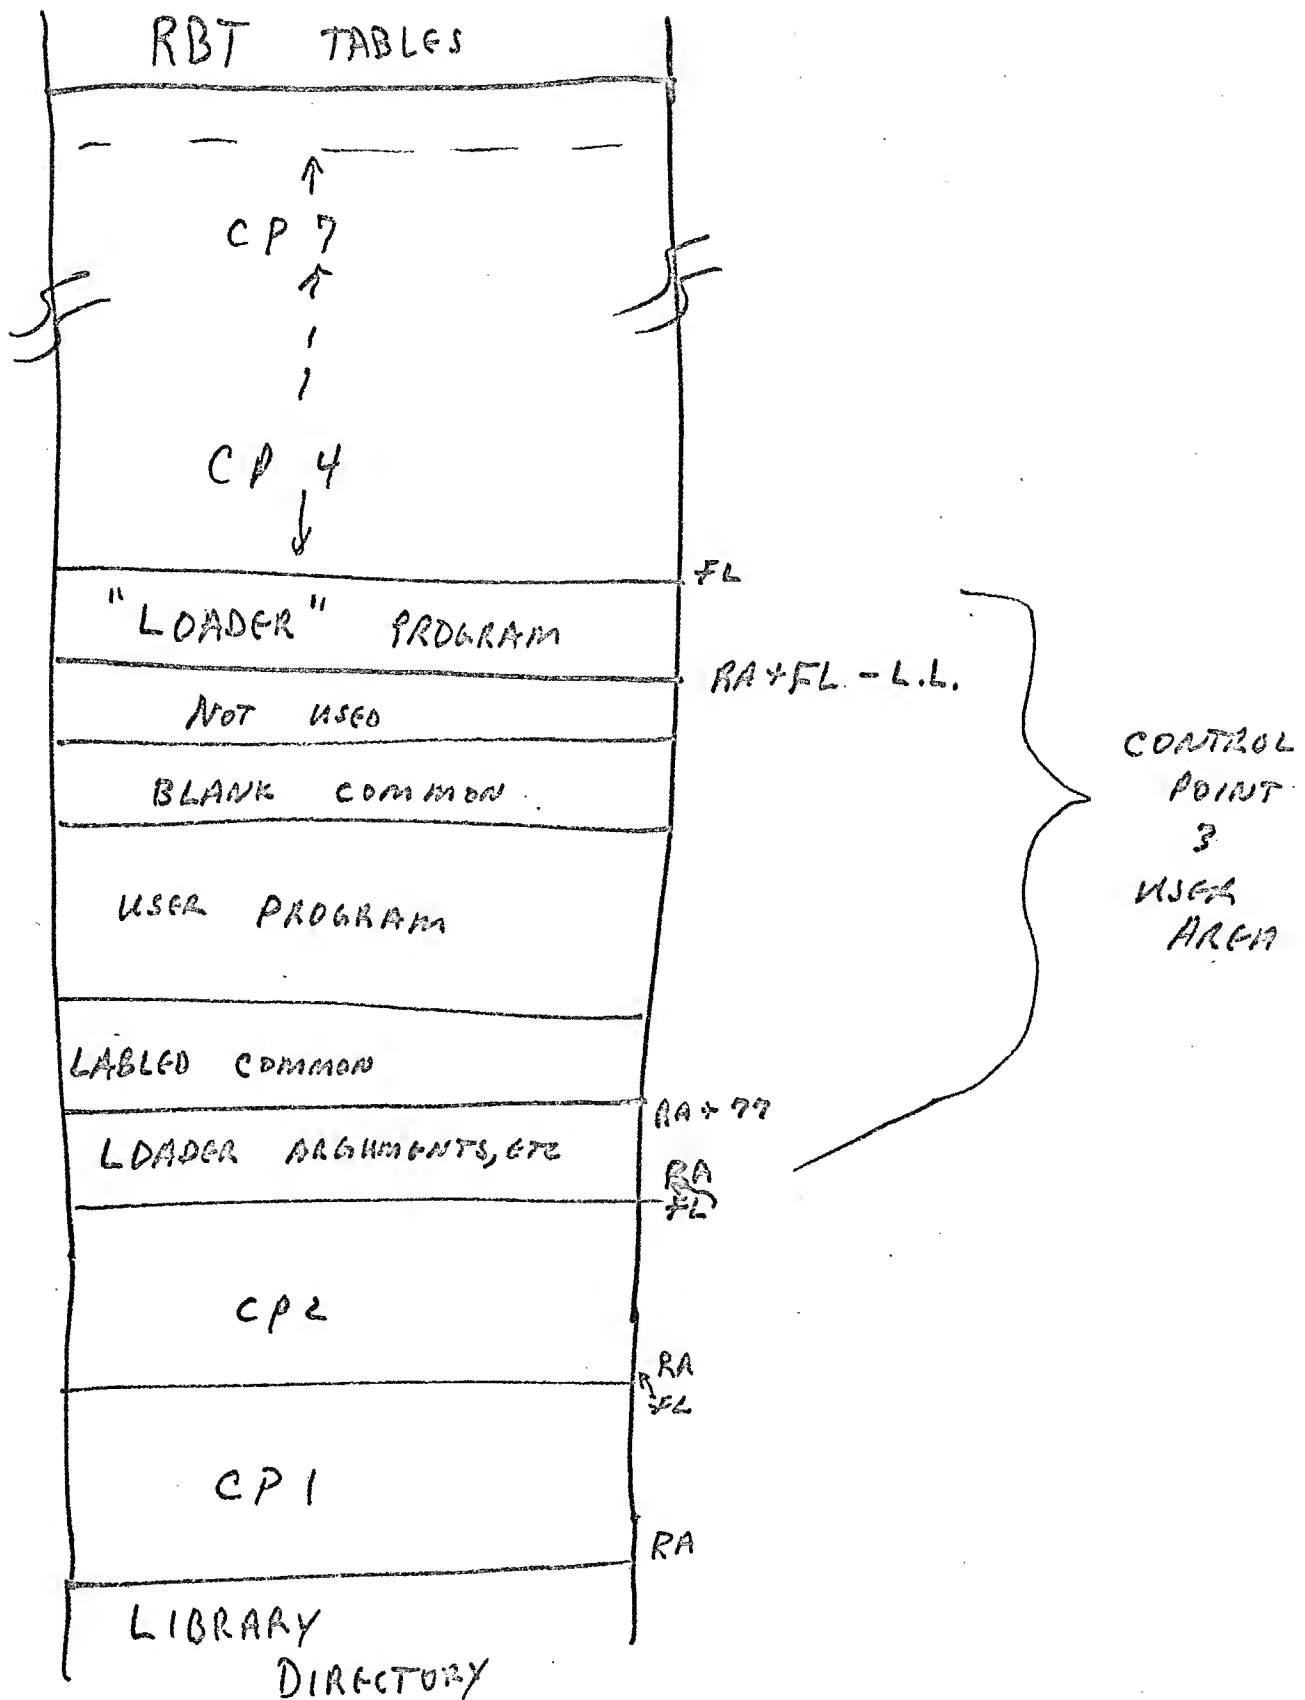 RBT TABLES
CP 7
CP 4
FL
"LOADER" PROGRAM
RA+FL - L.L.
NOT USED
BLANK COMMON
USER PROGRAM
CONTROL
POINT
3
USER
AREA
LABLED COMMON
RA+77
LOADER ARGUMENTS, ETC
RA
FL
CP2
RA
FL
CP1
RA
LIBRARY
DIRECTORY